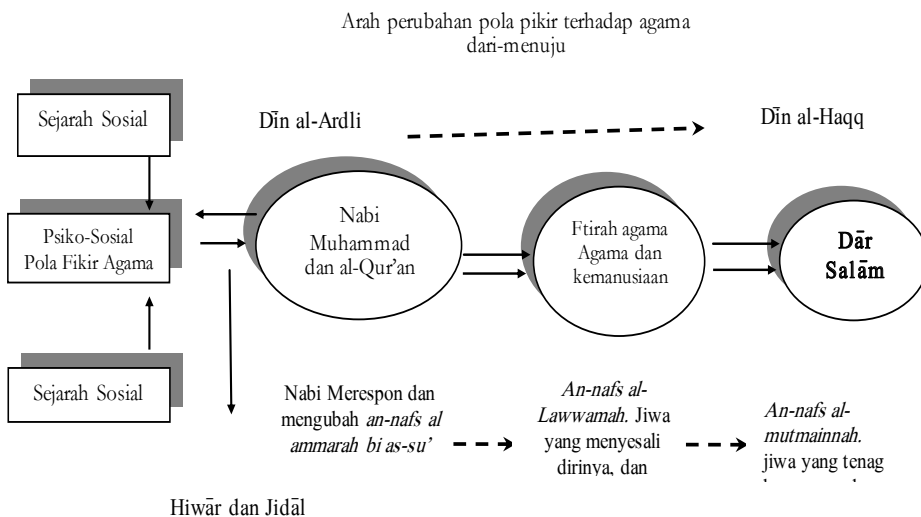 Arah perubahan pola pikir terhadap agama
dari-menuju
Sejarah Sosial
Dīn al-Ardli
Dīn al-Haqq
Psiko-Sosial
Pola Fikir Agama
Nabi
Muhammad
dan al-Qur'an
Ftirah agama
Agama dan
kemanusiaan
Dār
Salām
Sejarah Sosial
Nabi Merespon dan
mengubah an-nafs al
ammarah bi as-su'
An-nafs al-
Lawwamah. Jiwa
yang menyesali
dirinya, dan
An-nafs al-
mutmainnah.
jiwa yang tenag
Hiwār dan Jidāl